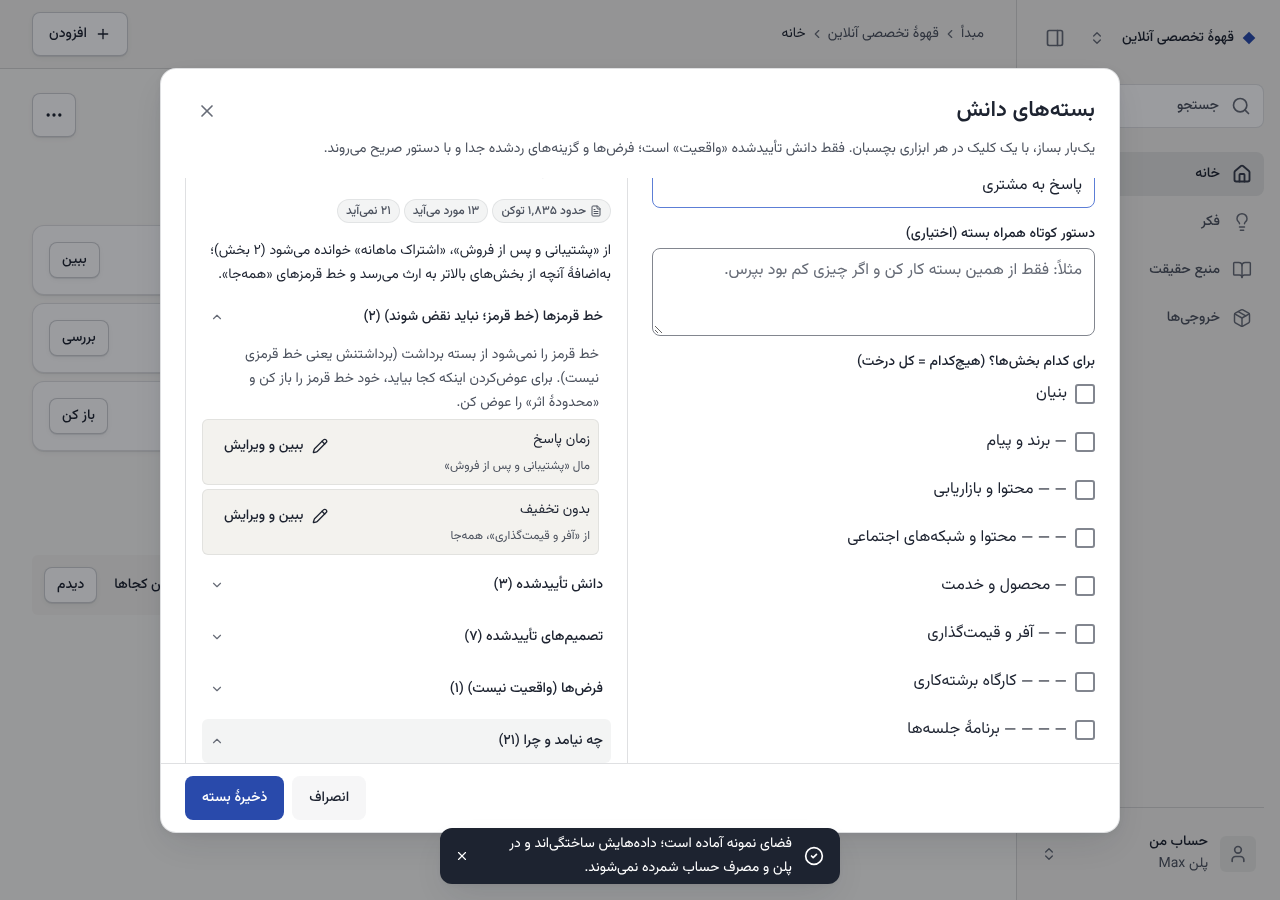 قهوهٔ تخصصی آنلاین
جستجو
خانه
فکر
منبع حقیقت
خروجی‌ها
حساب من
پلن Max
مبدأ
قهوهٔ تخصصی آنلاین
خانه
افزودن
ببین
بررسی
باز کن
ن کجاها
دیدم
بسته‌های دانش
یک‌بار بساز، با یک کلیک در هر ابزاری بچسبان. فقط دانش تأییدشده «واقعیت» است؛ فرض‌ها و گزینه‌های ردشده جدا و با دستور صریح می‌روند.
پاسخ به مشتری
دستور کوتاه همراه بسته (اختیاری)
مثلاً: فقط از همین بسته کار کن و اگر چیزی کم بود بپرس.
برای کدام بخش‌ها؟ (هیچ‌کدام = کل درخت)
بنیان
— برند و پیام
— — محتوا و بازاریابی
— — — محتوا و شبکه‌های اجتماعی
— محصول و خدمت
— — آفر و قیمت‌گذاری
— — — کارگاه برشته‌کاری
— — — — برنامهٔ جلسه‌ها
حدود ۱٬۸۳۵ توکن
۱۳ مورد می‌آید
۲۱ نمی‌آید
از «پشتیبانی و پس از فروش»، «اشتراک ماهانه» خوانده می‌شود (۲ بخش)؛
به‌اضافهٔ آنچه از بخش‌های بالاتر به ارث می‌رسد و خط قرمزهای «همه‌جا».
خط قرمزها (خط قرمز؛ نباید نقض شوند) (۲)
خط قرمز را نمی‌شود از بسته برداشت (برداشتنش یعنی خط قرمزی
نیست). برای عوض‌کردن اینکه کجا بیاید، خود خط قرمز را باز کن و
«محدودهٔ اثر» را عوض کن.
زمان پاسخ
مال «پشتیبانی و پس از فروش»
ببین و ویرایش
بدون تخفیف
از «آفر و قیمت‌گذاری»، همه‌جا
ببین و ویرایش
دانش تأییدشده (۳)
تصمیم‌های تأییدشده (۷)
فرض‌ها (واقعیت نیست) (۱)
چه نیامد و چرا (۲۱)
انصراف
ذخیرهٔ بسته
فضای نمونه آماده است؛ داده‌هایش ساختگی‌اند و در
پلن و مصرف حساب شمرده نمی‌شوند.